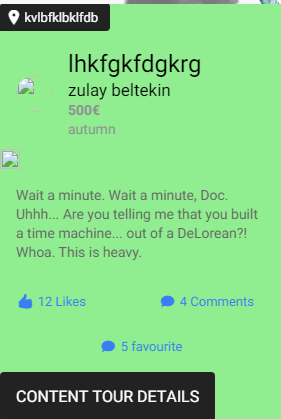 kvlbfklbklfdb
lhkfgkfdgkrg
zulay beltekin
500€
autumn
Wait a minute. Wait a minute, Doc.
Uhhh... Are you telling me that you built
a time machine... out of a DeLorean?!
Whoa. This is heavy.
12 Likes
4 Comments
5 favourite
CONTENT TOUR DETAILS